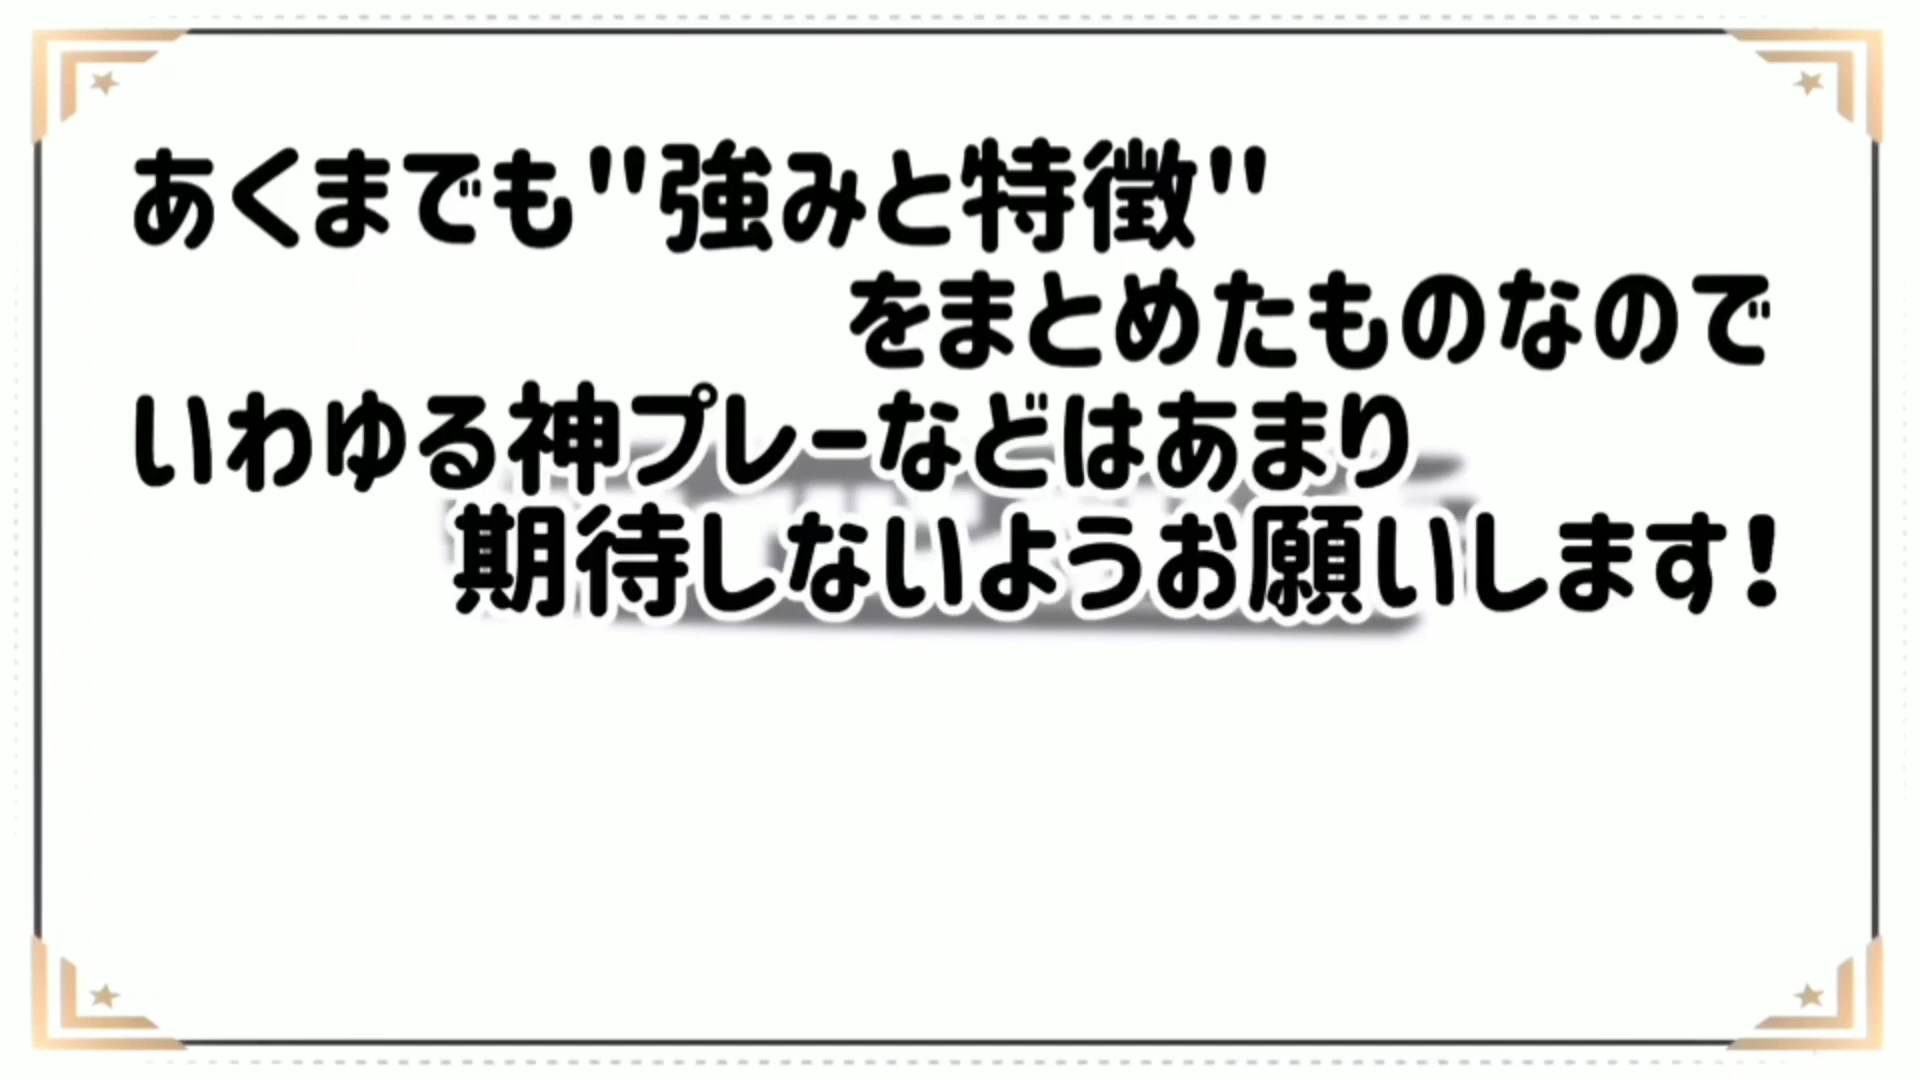 あくまでも"強みと特徴"
をまとめたものなので
いわゆる神プレーなどはあまり
期待しないようお願いします!